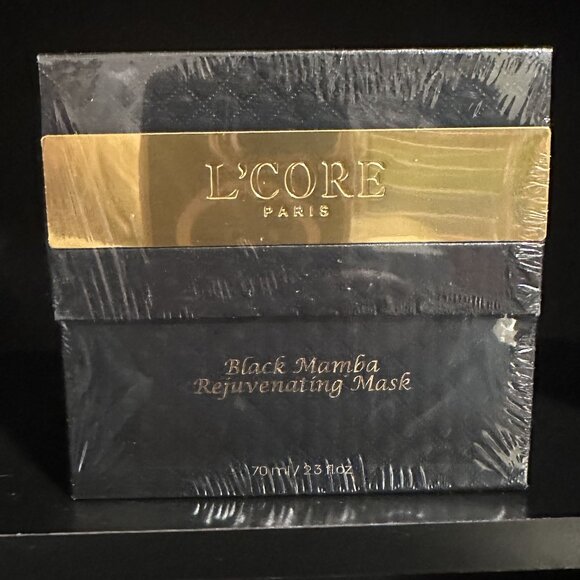 L'CORE
PARIS
Black Mamba
Rejuvenating Mask
70 ml / 2.3 fl oz